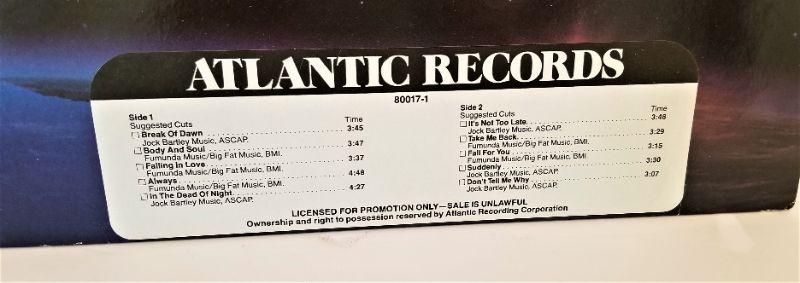 ATLANTIC RECORDS
80017-1
Side 1
Suggested Cuts Time
Break Of Dawn 3:45
Jock Bartley Music, ASCAP.
Body And Soul 3:47
Fumunda Music/Big Fat Music, BMI.
Falling In Love 3:37
Fumunda Music/Big Fat Music, BMI.
Always 4:48
Fumunda Music/Big Fat Music, BMI.
In The Dead Of Night 4:27
Jock Bartley Music, ASCAP.
Side 2
Suggested Cuts Time
It's Not Too Late 3:48
Jock Bartley Music, ASCAP.
Take Me Back 3:29
Fumunda Music/Big Fat Music, BMI.
Fall For You 3:15
Fumunda Music/Big Fat Music, BMI.
Suddenly 3:30
Jock Bartley Music, ASCAP.
Don't Tell Me Why 3:07
Jock Bartley Music, ASCAP.
LICENSED FOR PROMOTION ONLY—SALE IS UNLAWFUL
Ownership and right to possession reserved by Atlantic Recording Corporation